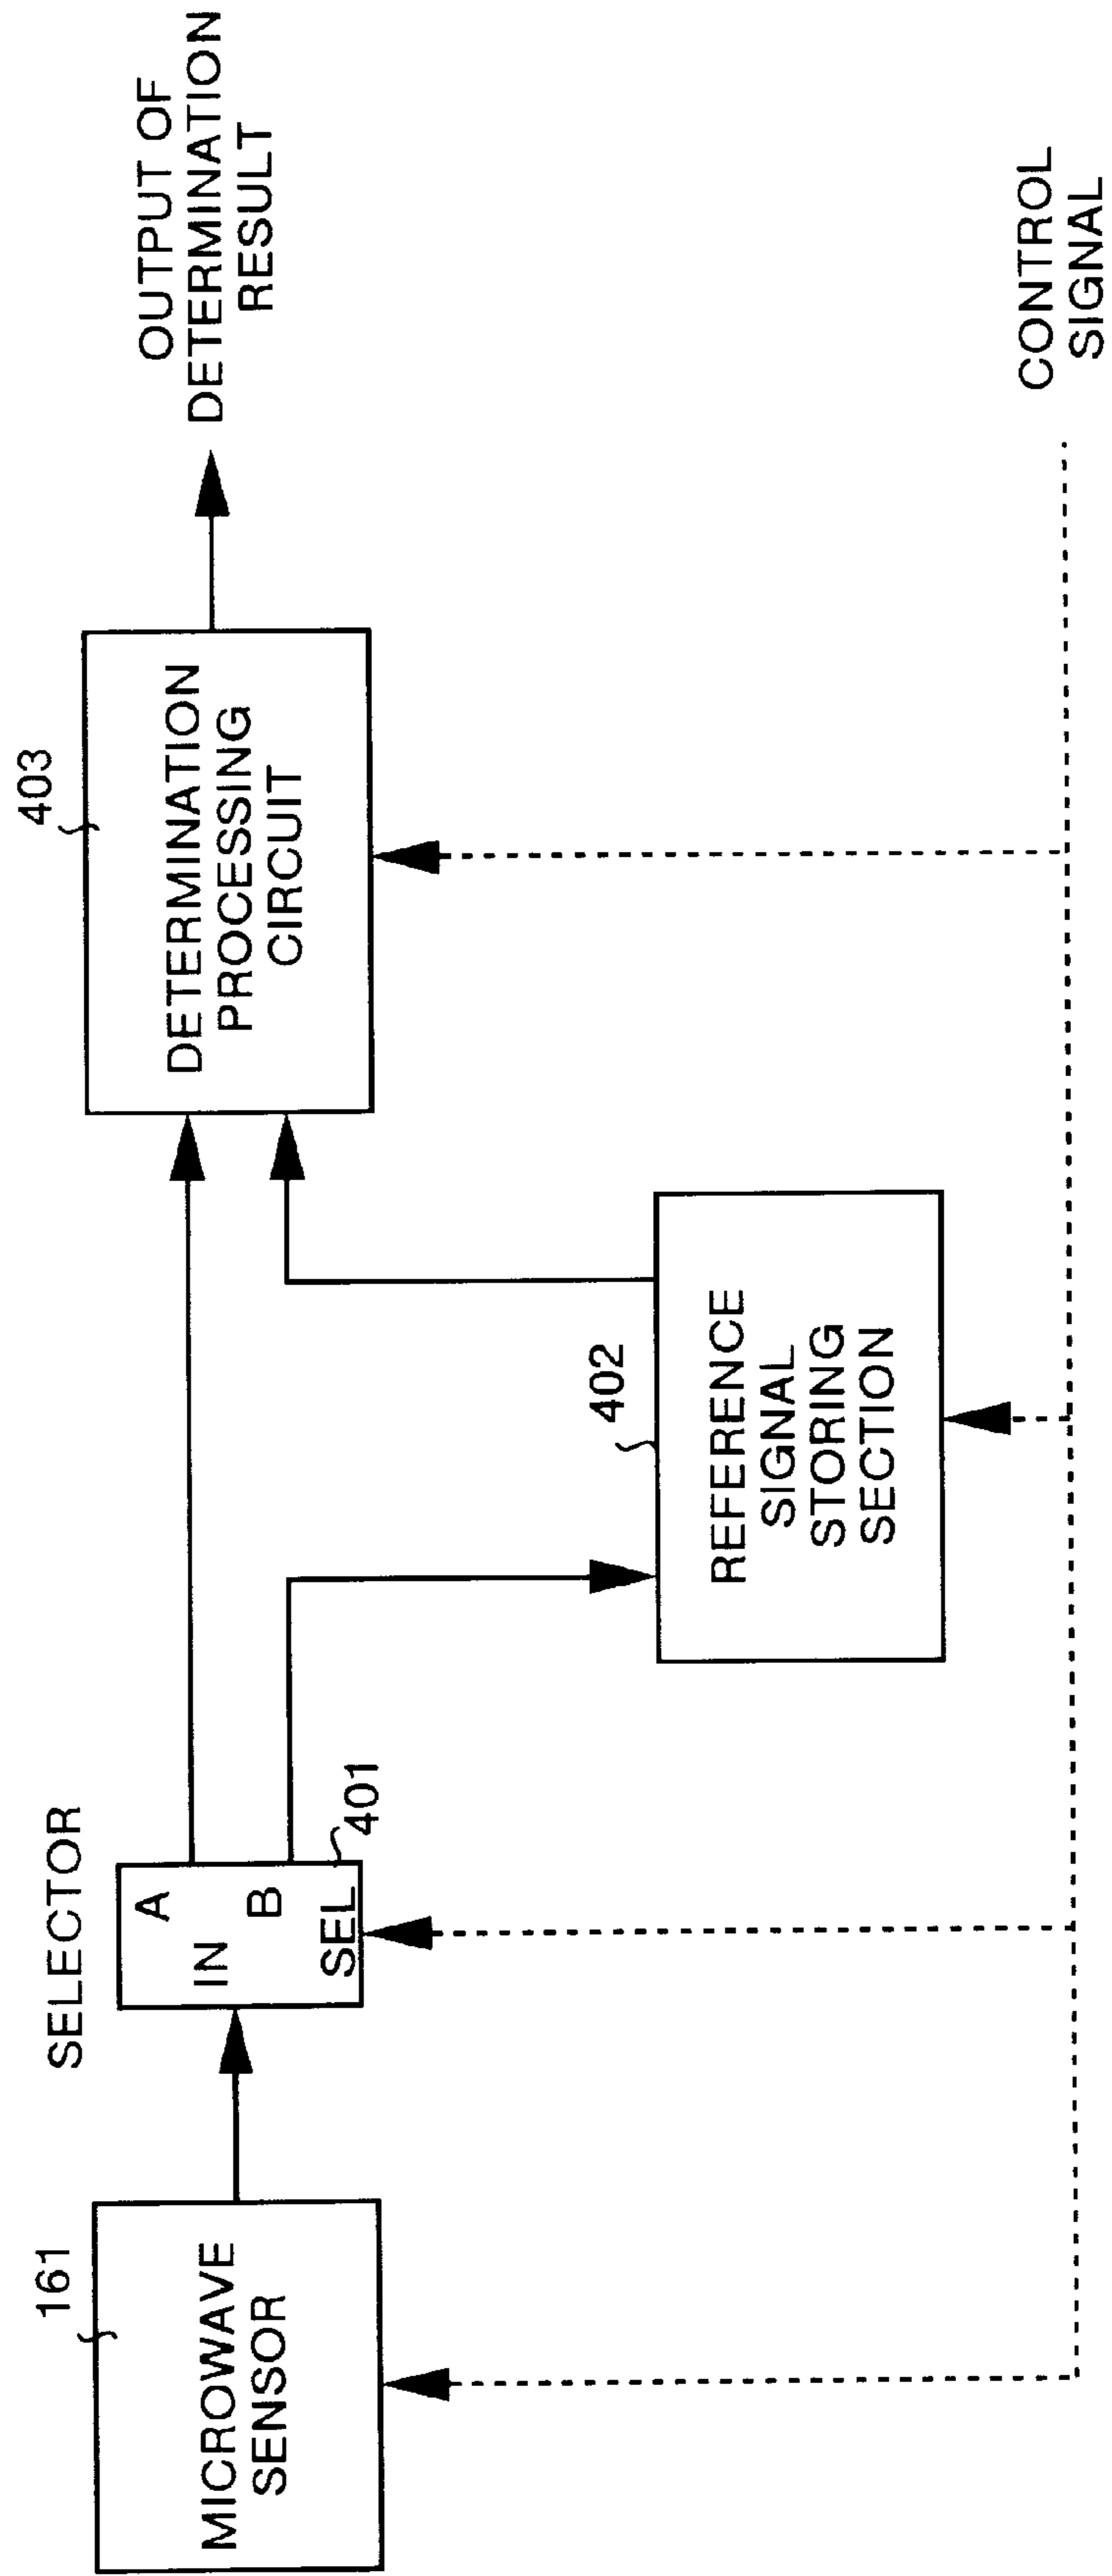 161
MICROWAVE
SENSOR
SELECTOR
A
IN
B
SEL
401
402
REFERENCE
SIGNAL
STORING
SECTION
403
DETERMINATION
PROCESSING
CIRCUIT
OUTPUT OF
DETERMINATION
RESULT
CONTROL
SIGNAL